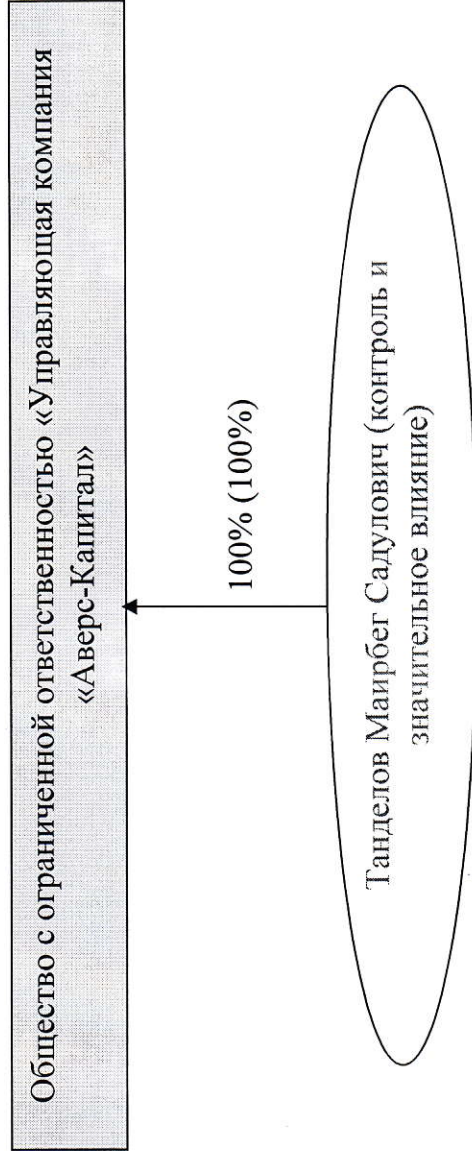 Общество с ограниченной ответственностью «Управляющая компания
«Аверс-Капитал»
100% (100%)
Танделов Маирбег Садулович (контроль и
значительное влияние)